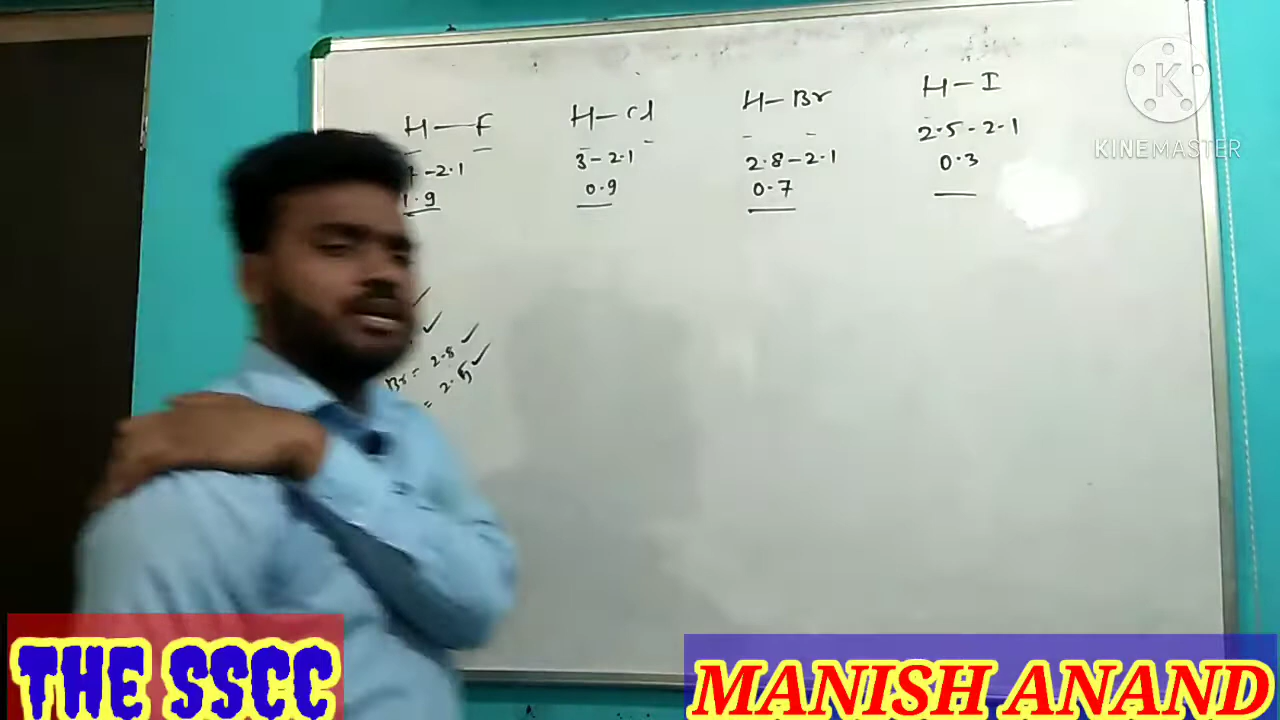 H-F
-2.1
1.9
H-Cl
3-2.1
0.9
H-Br
2.8-2.1
0.7
H-I
2.5-2.1
0.3
Br = 2.8
= 2.5
K
KINEMASTER
THE SSCC
MANISH ANAND